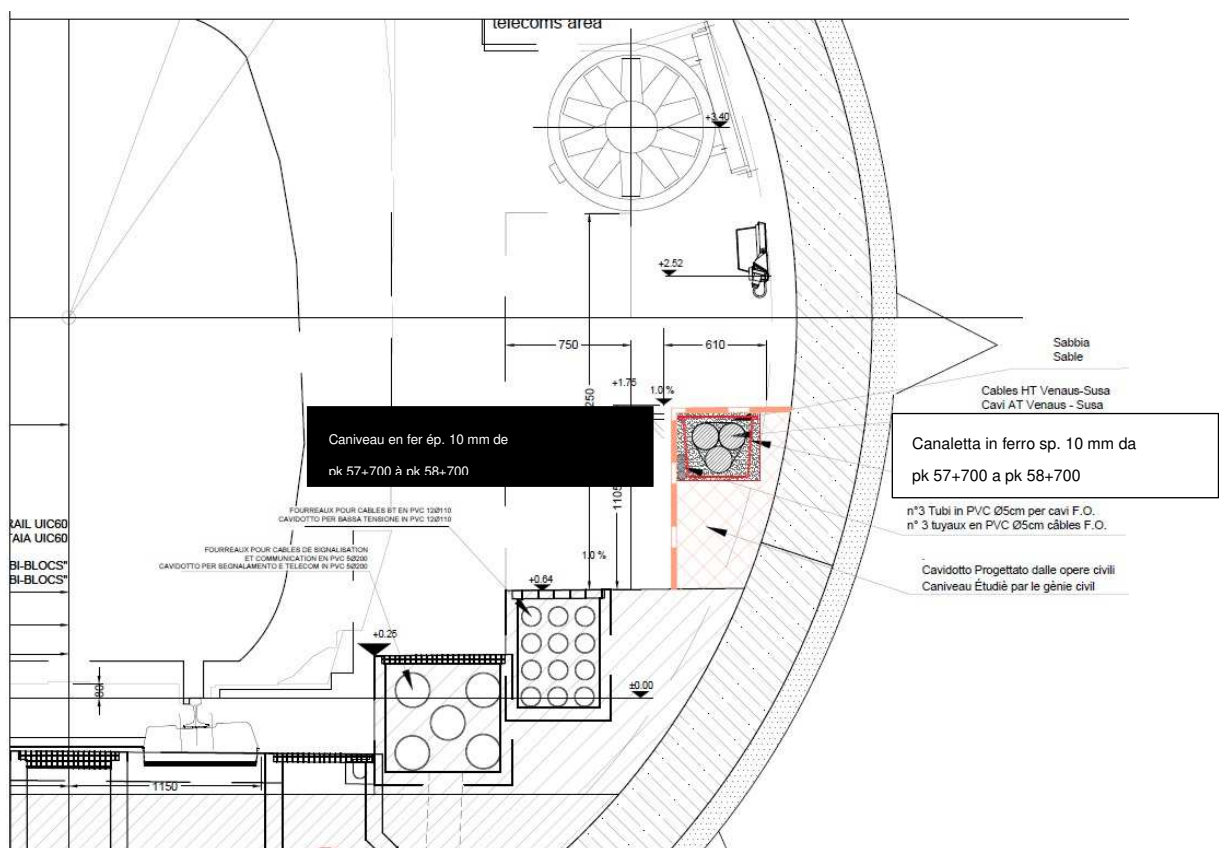 telecoms area
+3.40
+2.52
750
610
Sabbia
Sable
+1.75
1.0 %
250
Cables HT Venaus-Susa
Cavi AT Venaus - Susa
Caniveau en fer ép. 10 mm de
pk 57+700 à pk 58+700
Canaletta in ferro sp. 10 mm da
pk 57+700 a pk 58+700
1105
FOURREAUX POUR CABLES BT EN PVC 12Ø110
CAVIDOTTO PER BASSA TENSIONE IN PVC 12Ø110
n°3 Tubi in PVC Ø5cm per cavi F.O.
n° 3 tuyaux en PVC Ø5cm câbles F.O.
RAIL UIC60
TAIA UIC60
FOURREAUX POUR CABLES DE SIGNALISATION
ET COMMUNICATION EN PVC 5Ø200
CAVIDOTTO PER SEGNALAMENTO E TELECOM IN PVC 5Ø200
1.0 %
BI-BLOCS"
BI-BLOCS"
Cavidotto Progettato dalle opere civili
Caniveau Étudiè par le gènie civil
+0.64
+0.25
±0.00
80
1150